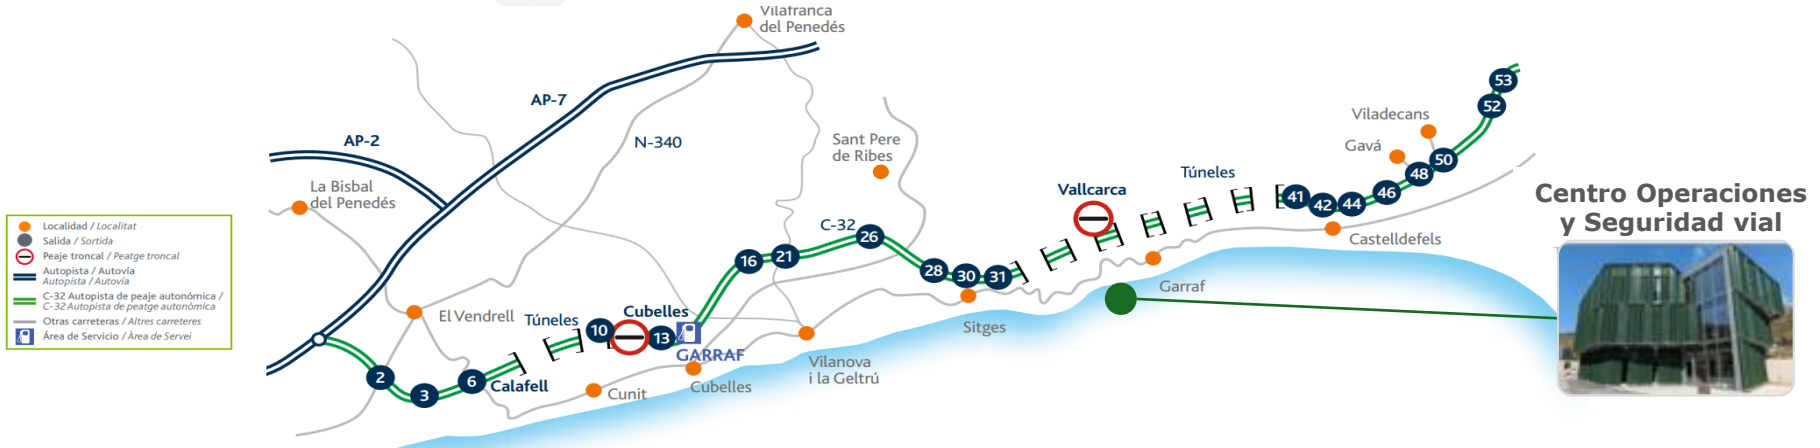 Vilafranca
del Penedés
AP-7
AP-2
N-340
Sant Pere
de Ribes
La Bisbal
del Penedés
C-32
Vallcarca
Túneles
Viladecans
Gavá
53
52
50
48
46
44
42
41
Castelldefels
Garraf
Centro Operaciones
y Seguridad vial
Localidad / Localitat
Salida / Sortida
Peaje troncal / Peatge troncal
Autopista / Autovía
Autopista / Autovía
C-32 Autopista de peaje autonómica /
C-32 Autopista de peatge autonòmica
Otras carreteras / Altres carreteres
Área de Servicio / Àrea de Servei
El Vendrell
Túneles
Cubelles
10
13
16
21
26
28
30
31
GARRAF
Sitges
2
3
6
Calafell
Cunit
Cubelles
Vilanova
i la Geltrú